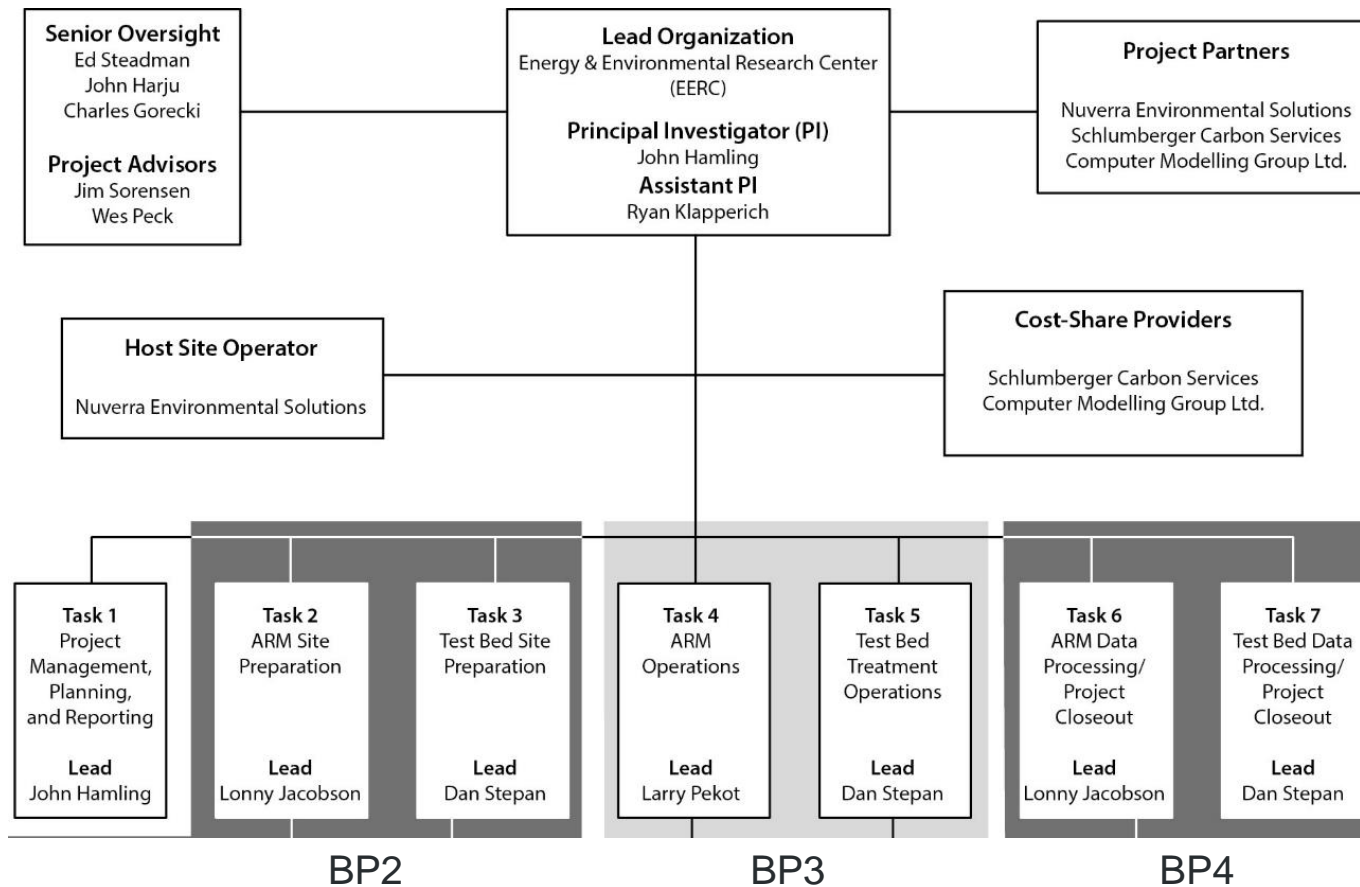 Senior Oversight
Ed Steadman
John Harju
Charles Gorecki
Project Advisors
Jim Sorensen
Wes Peck
Lead Organization
Energy & Environmental Research Center
(EERC)
Principal Investigator (PI)
John Hamling
Assistant PI
Ryan Klapperich
Project Partners
Nuverra Environmental Solutions
Schlumberger Carbon Services
Computer Modelling Group Ltd.
Host Site Operator
Nuverra Environmental Solutions
Cost-Share Providers
Schlumberger Carbon Services
Computer Modelling Group Ltd.
Task 1
Project
Management,
Planning,
and Reporting
Lead
John Hamling
Task 2
ARM Site
Preparation
Lead
Lonny Jacobson
Task 3
Test Bed Site
Preparation
Lead
Dan Stepan
Task 4
ARM
Operations
Lead
Larry Pekot
Task 5
Test Bed
Treatment
Operations
Lead
Dan Stepan
Task 6
ARM Data
Processing/
Project
Closeout
Lead
Lonny Jacobson
Task 7
Test Bed Data
Processing/
Project
Closeout
Lead
Dan Stepan
BP2
BP3
BP4